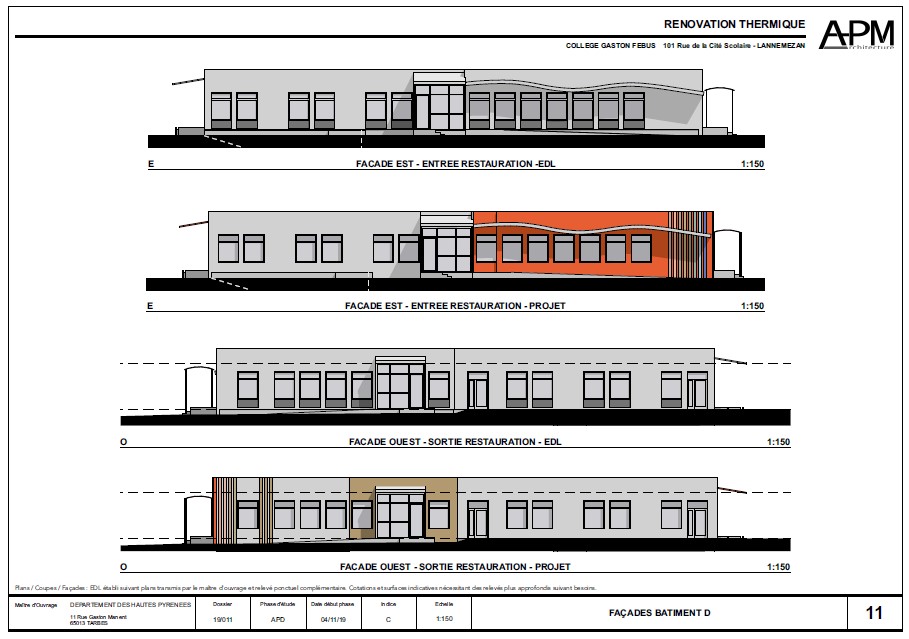 RENOVATION THERMIQUE
COLLEGE GASTON FEBUS 101 Rue de la Cité Scolaire - LANNEMEZAN
APM
architecture
E FACADE EST - ENTREE RESTAURATION -EDL 1:150
E FACADE EST - ENTREE RESTAURATION - PROJET 1:150
O FACADE OUEST - SORTIE RESTAURATION - EDL 1:150
O FACADE OUEST - SORTIE RESTAURATION - PROJET 1:150
Plans / Coupes / Façades : EDL établi suivant plans transmis par le maître d'ouvrage et relevé ponctuel complémentaire. Cotations et surfaces indicatives nécessitant des relevés plus approfondis suivant besoins.
Maître d'Ouvrage DEPARTEMENT DES HAUTES PYRENEES Dossier Phase d'étude Date début phase Indice Echelle
11 Rue Gaston Manent 19/011 APD 04/11/19 C 1:150 FAÇADES BATIMENT D 11
65013 TARBES